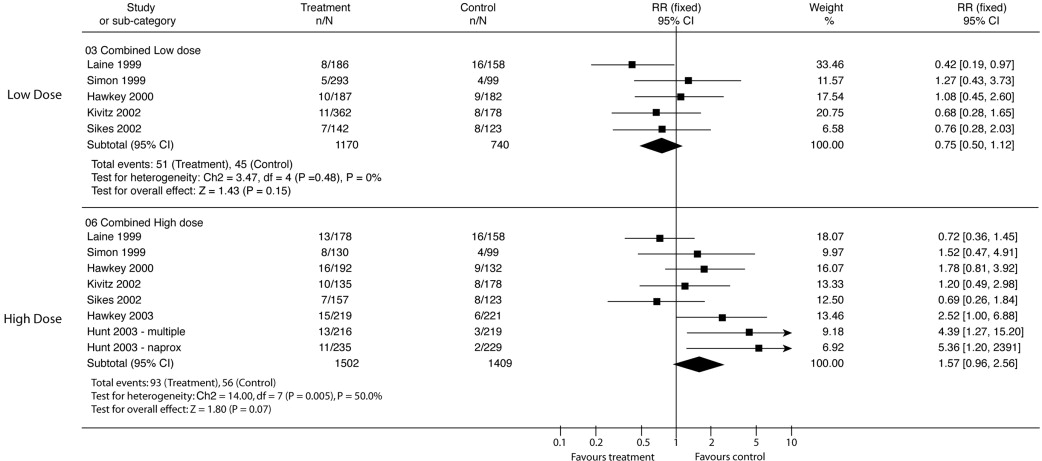 Study Treatment Control RR (fixed) Weight RR (fixed)
or sub-category n/N n/N 95% CI % 95% CI
03 Combined Low dose
Laine 1999 8/186 16/158 33.46 0.42 [0.19, 0.97]
Simon 1999 5/293 4/99 11.57 1.27 [0.43, 3.73]
Low Dose Hawkey 2000 10/187 9/182 17.54 1.08 [0.45, 2.60]
Kivitz 2002 11/362 8/178 20.75 0.68 [0.28, 1.65]
Sikes 2002 7/142 8/123 6.58 0.76 [0.28, 2.03]
Subtotal (95% CI) 1170 740 100.00 0.75 [0.50, 1.12]
Total events: 51 (Treatment), 45 (Control)
Test for heterogeneity: Ch2 = 3.47, df = 4 (P =0.48), P = 0%
Test for overall effect: Z = 1.43 (P = 0.15)
06 Combined High dose
Laine 1999 13/178 16/158 18.07 0.72 [0.36, 1.45]
Simon 1999 8/130 4/99 9.97 1.52 [0.47, 4.91]
Hawkey 2000 16/192 9/132 16.07 1.78 [0.81, 3.92]
Kivitz 2002 10/135 8/178 13.33 1.20 [0.49, 2.98]
Sikes 2002 7/157 8/123 12.50 0.69 [0.26, 1.84]
High Dose Hawkey 2003 15/219 6/221 13.46 2.52 [1.00, 6.88]
Hunt 2003 - multiple 13/216 3/219 9.18 4.39 [1.27, 15.20]
Hunt 2003 - naprox 11/235 2/229 6.92 5.36 [1.20, 2391]
Subtotal (95% CI) 1502 1409 100.00 1.57 [0.96, 2.56]
Total events: 93 (Treatment), 56 (Control)
Test for heterogeneity: Ch2 = 14.00, df = 7 (P = 0.005), P = 50.0%
Test for overall effect: Z = 1.80 (P = 0.07)
0.1 0.2 0.5 1 2 5 10
Favours treatment Favours control